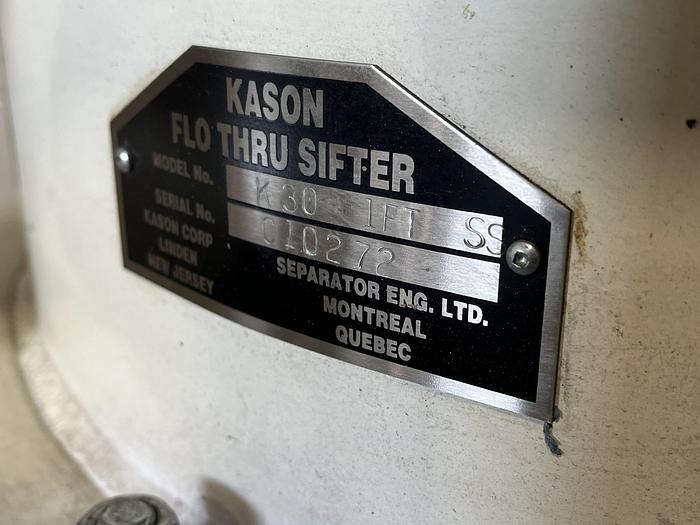 KASON
FLO THRU SIFTER
MODEL No. K30 1FT SS
SERIAL No. C10272
KASON CORP
LINDEN
NEW JERSEY
SEPARATOR ENG. LTD.
MONTREAL
QUEBEC